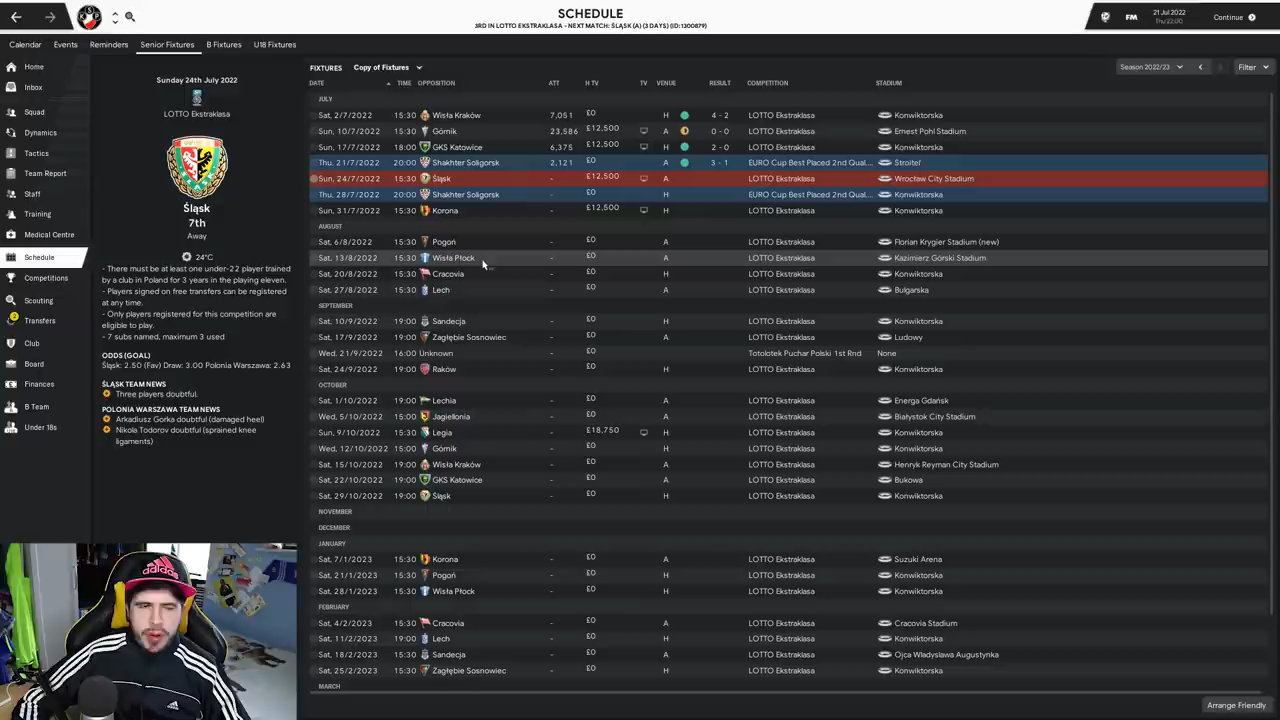 SCHEDULE
3RD IN LOTTO EKSTRAKLASA - NEXT MATCH: ŚLĄSK (A) (3 DAYS) (ID:1300879)
FM
21 Jul 2022
Thu 22:00
Continue
Calendar Events Reminders Senior Fixtures B Fixtures U18 Fixtures
Home
Inbox
Squad
Dynamics
Tactics
Team Report
Staff
Training
Medical Centre
Schedule
Competitions
Scouting
Transfers
Club
Board
Finances
B Team
Under 18s
Sunday 24th July 2022
LOTTO Ekstraklasa
Śląsk
7th
Away
24°C
- There must be at least one under-22 player trained
by a club in Poland for 3 years in the playing eleven.
- Players signed on free transfers can be registered
at any time.
- Only players registered for this competition are
eligible to play.
- 7 subs named, maximum 3 used
ODDS (GOAL)
Śląsk: 2.50 (Fav) Draw: 3.00 Polonia Warszawa: 2.63
ŚLĄSK TEAM NEWS
Three players doubtful.
POLONIA WARSZAWA TEAM NEWS
Arkadiusz Gorka doubtful (damaged heel)
Nikola Todorov doubtful (sprained knee
ligaments)
FIXTURES Copy of Fixtures
Season 2022/23
Filter
DATE TIME OPPOSITION ATT H TV TV VENUE RESULT COMPETITION STADIUM
JULY
Sat, 2/7/2022 15:30 Wisła Kraków 7,051 £0 H 4 - 2 LOTTO Ekstraklasa Konwiktorska
Sun, 10/7/2022 15:30 Górnik 23,586 £12,500 A 0 - 0 LOTTO Ekstraklasa Ernest Pohl Stadium
Sun, 17/7/2022 18:00 GKS Katowice 6,375 £12,500 H 2 - 0 LOTTO Ekstraklasa Konwiktorska
Thu, 21/7/2022 20:00 Shakhter Soligorsk 2,121 £0 A 3 - 1 EURO Cup Best Placed 2nd Qual... Stroitel'
Sun, 24/7/2022 15:30 Śląsk - £12,500 A LOTTO Ekstraklasa Wrocław City Stadium
Thu, 28/7/2022 20:00 Shakhter Soligorsk - £0 H EURO Cup Best Placed 2nd Qual... Konwiktorska
Sun, 31/7/2022 15:30 Korona - £12,500 H LOTTO Ekstraklasa Konwiktorska
AUGUST
Sat, 6/8/2022 15:30 Pogoń - £0 A LOTTO Ekstraklasa Florian Krygier Stadium (new)
Sat, 13/8/2022 15:30 Wisła Płock - £0 A LOTTO Ekstraklasa Kazimierz Górski Stadium
Sat, 20/8/2022 15:30 Cracovia - £0 H LOTTO Ekstraklasa Konwiktorska
Sat, 27/8/2022 15:30 Lech - £0 A LOTTO Ekstraklasa Bułgarska
SEPTEMBER
Sat, 10/9/2022 19:00 Sandecja - £0 H LOTTO Ekstraklasa Konwiktorska
Sat, 17/9/2022 19:00 Zagłębie Sosnowiec - £0 A LOTTO Ekstraklasa Ludowy
Wed, 21/9/2022 16:00 Unknown - £0 Totolotek Puchar Polski 1st Rnd None
Sat, 24/9/2022 19:00 Raków - £0 H LOTTO Ekstraklasa Konwiktorska
OCTOBER
Sat, 1/10/2022 19:00 Lechia - £0 A LOTTO Ekstraklasa Energa Gdańsk
Wed, 5/10/2022 15:00 Jagiellonia - £0 A LOTTO Ekstraklasa Białystok City Stadium
Sun, 9/10/2022 15:30 Legia - £18,750 H LOTTO Ekstraklasa Konwiktorska
Wed, 12/10/2022 15:00 Górnik - £0 H LOTTO Ekstraklasa Konwiktorska
Sat, 15/10/2022 19:00 Wisła Kraków - £0 A LOTTO Ekstraklasa Henryk Reyman City Stadium
Sat, 22/10/2022 19:00 GKS Katowice - £0 A LOTTO Ekstraklasa Bukowa
Sat, 29/10/2022 19:00 Śląsk - £0 H LOTTO Ekstraklasa Konwiktorska
NOVEMBER
DECEMBER
JANUARY
Sat, 7/1/2023 15:30 Korona - £0 A LOTTO Ekstraklasa Suzuki Arena
Sat, 21/1/2023 15:30 Pogoń - £0 H LOTTO Ekstraklasa Konwiktorska
Sat, 28/1/2023 15:30 Wisła Płock - £0 H LOTTO Ekstraklasa Konwiktorska
FEBRUARY
Sat, 4/2/2023 15:30 Cracovia - £0 A LOTTO Ekstraklasa Cracovia Stadium
Sat, 11/2/2023 19:00 Lech - £0 H LOTTO Ekstraklasa Konwiktorska
Sat, 18/2/2023 15:30 Sandecja - £0 A LOTTO Ekstraklasa Ojca Władysława Augustynka
Sat, 25/2/2023 15:30 Zagłębie Sosnowiec - £0 H LOTTO Ekstraklasa Konwiktorska
MARCH
Arrange Friendly
adidas